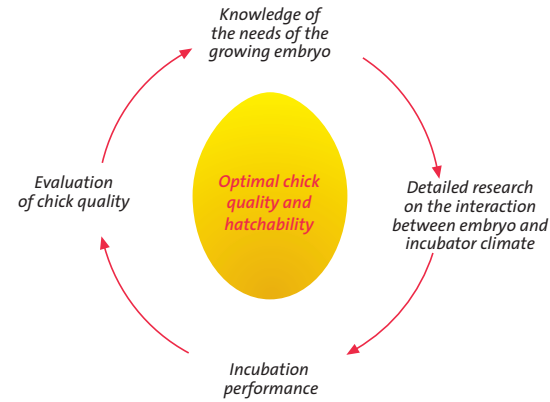 Knowledge of
the needs of the
growing embryo
Optimal chick
quality and
hatchability
Detailed research
on the interaction
between embryo and
incubator climate
Incubation
performance
Evaluation
of chick quality